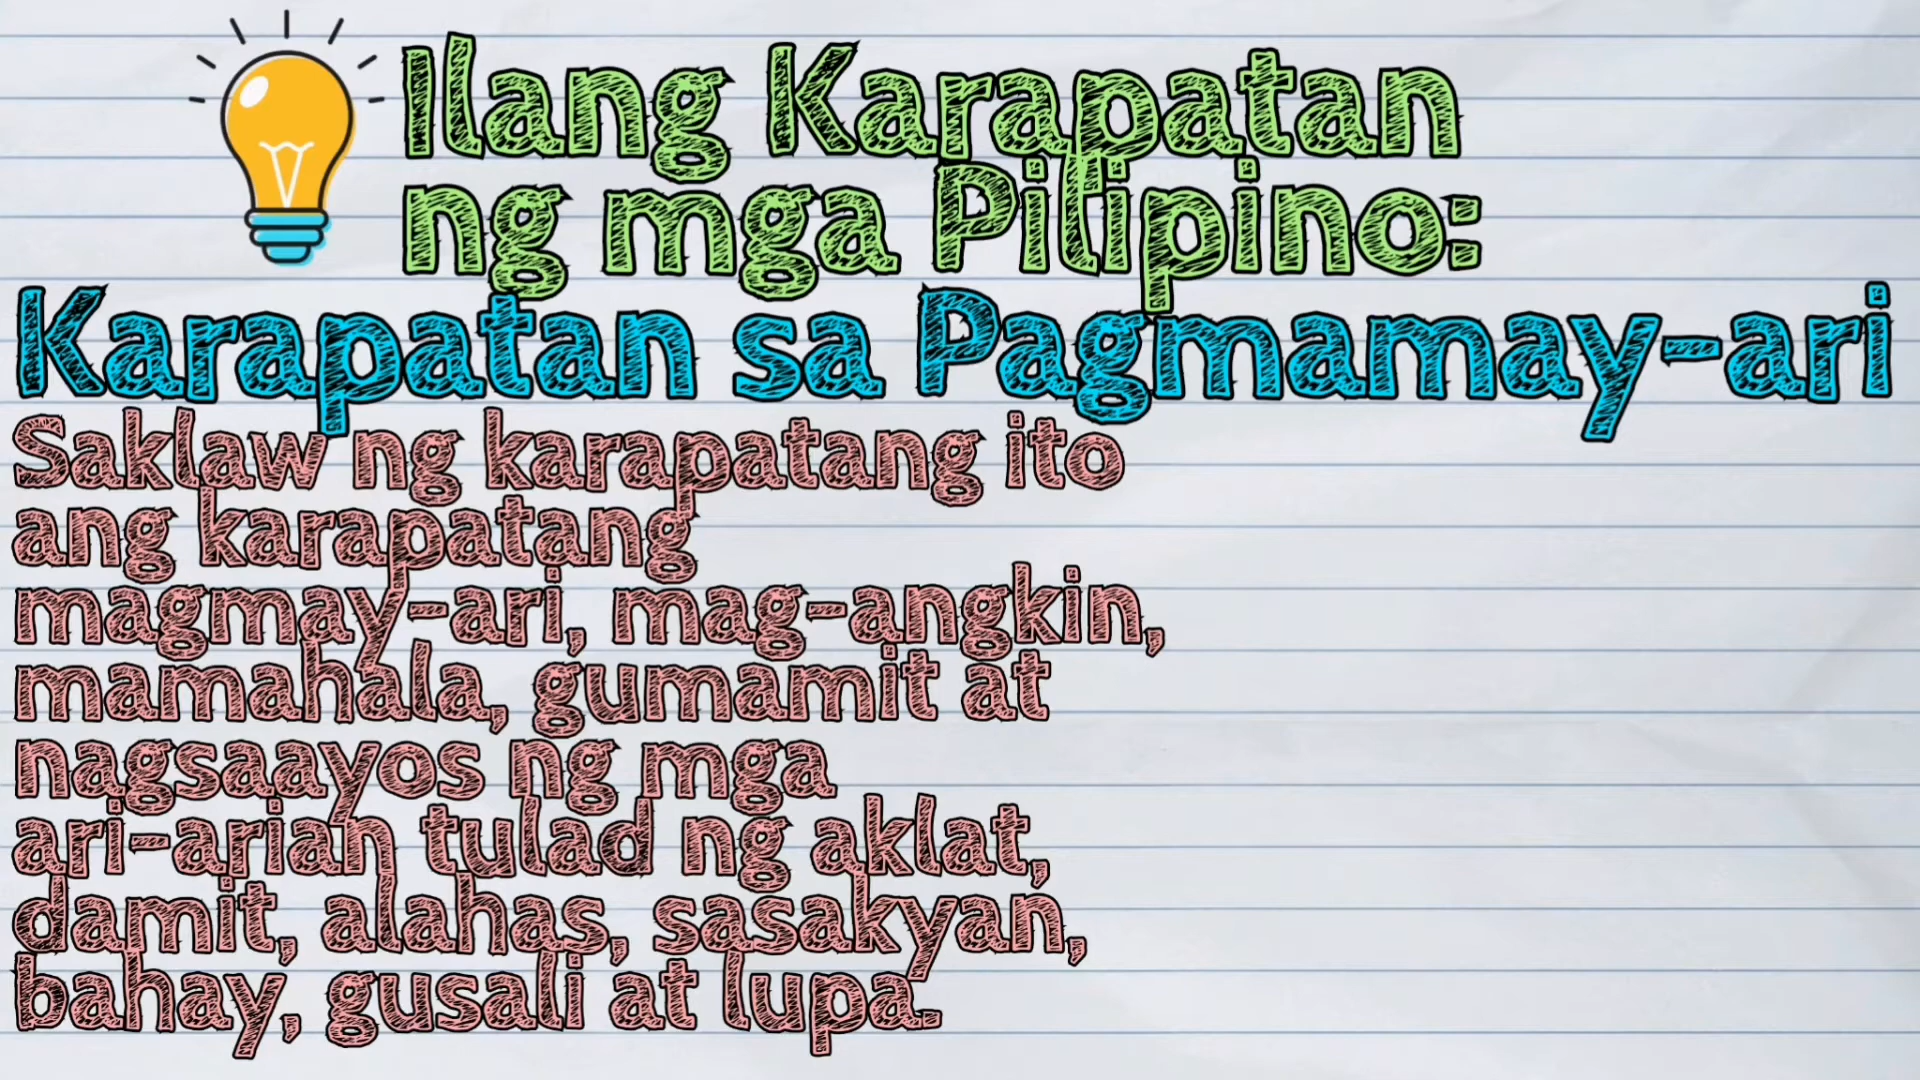 Ilang Karapatan
ng mga Pilipino:
Karapatan sa Pagmamay-ari
Saklaw ng karapatang ito
ang karapatang
magmay-ari, mag-angkin,
mamahala, gumamit at
nagsaayos ng mga
ari-arian tulad ng aklat,
damit, alahas, sasakyan,
bahay, gusali at lupa.